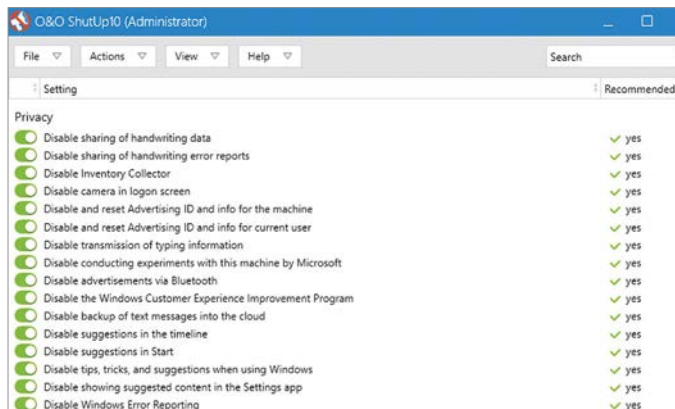 O&O ShutUp10 (Administrator)
File Actions View Help Search
Setting Recommended
Privacy
Disable sharing of handwriting data yes
Disable sharing of handwriting error reports yes
Disable Inventory Collector yes
Disable camera in logon screen yes
Disable and reset Advertising ID and info for the machine yes
Disable and reset Advertising ID and info for current user yes
Disable transmission of typing information yes
Disable conducting experiments with this machine by Microsoft yes
Disable advertisements via Bluetooth yes
Disable the Windows Customer Experience Improvement Program yes
Disable backup of text messages into the cloud yes
Disable suggestions in the timeline yes
Disable suggestions in Start yes
Disable tips, tricks, and suggestions when using Windows yes
Disable showing suggested content in the Settings app yes
Disable Windows Error Reporting yes